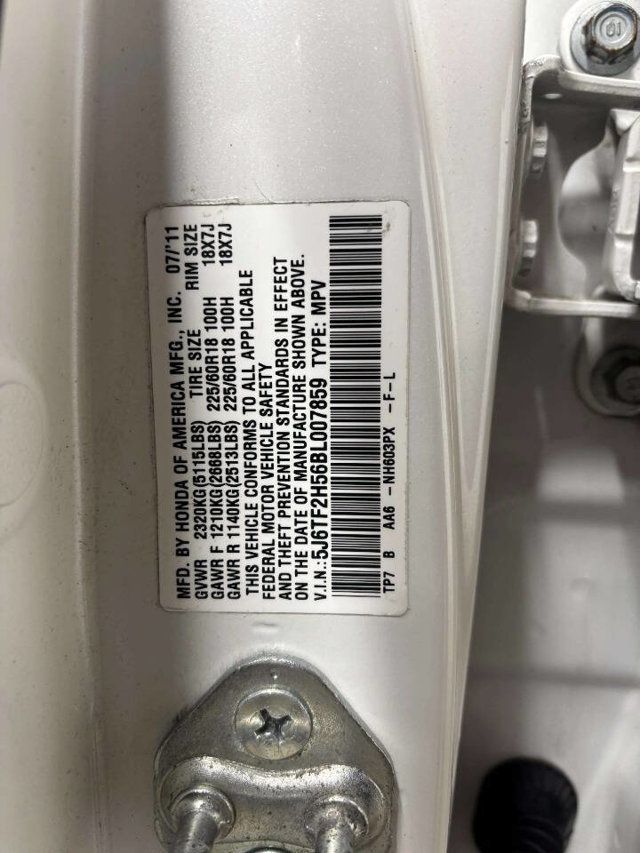 MFD. BY HONDA OF AMERICA MFG., INC. 07/'11
GVWR 2320KG(5115LBS) TIRE SIZE RIM SIZE
GAWR F 1210KG(2668LBS) 225/60R18 100H 18X7J
GAWR R 1140KG(2513LBS) 225/60R18 100H 18X7J
THIS VEHICLE CONFORMS TO ALL APPLICABLE
FEDERAL MOTOR VEHICLE SAFETY
AND THEFT PREVENTION STANDARDS IN EFFECT
ON THE DATE OF MANUFACTURE SHOWN ABOVE.
V.I.N.:5J6TF2H56BL007859 TYPE: MPV
TP7 B AA6 -NH603PX -F-L